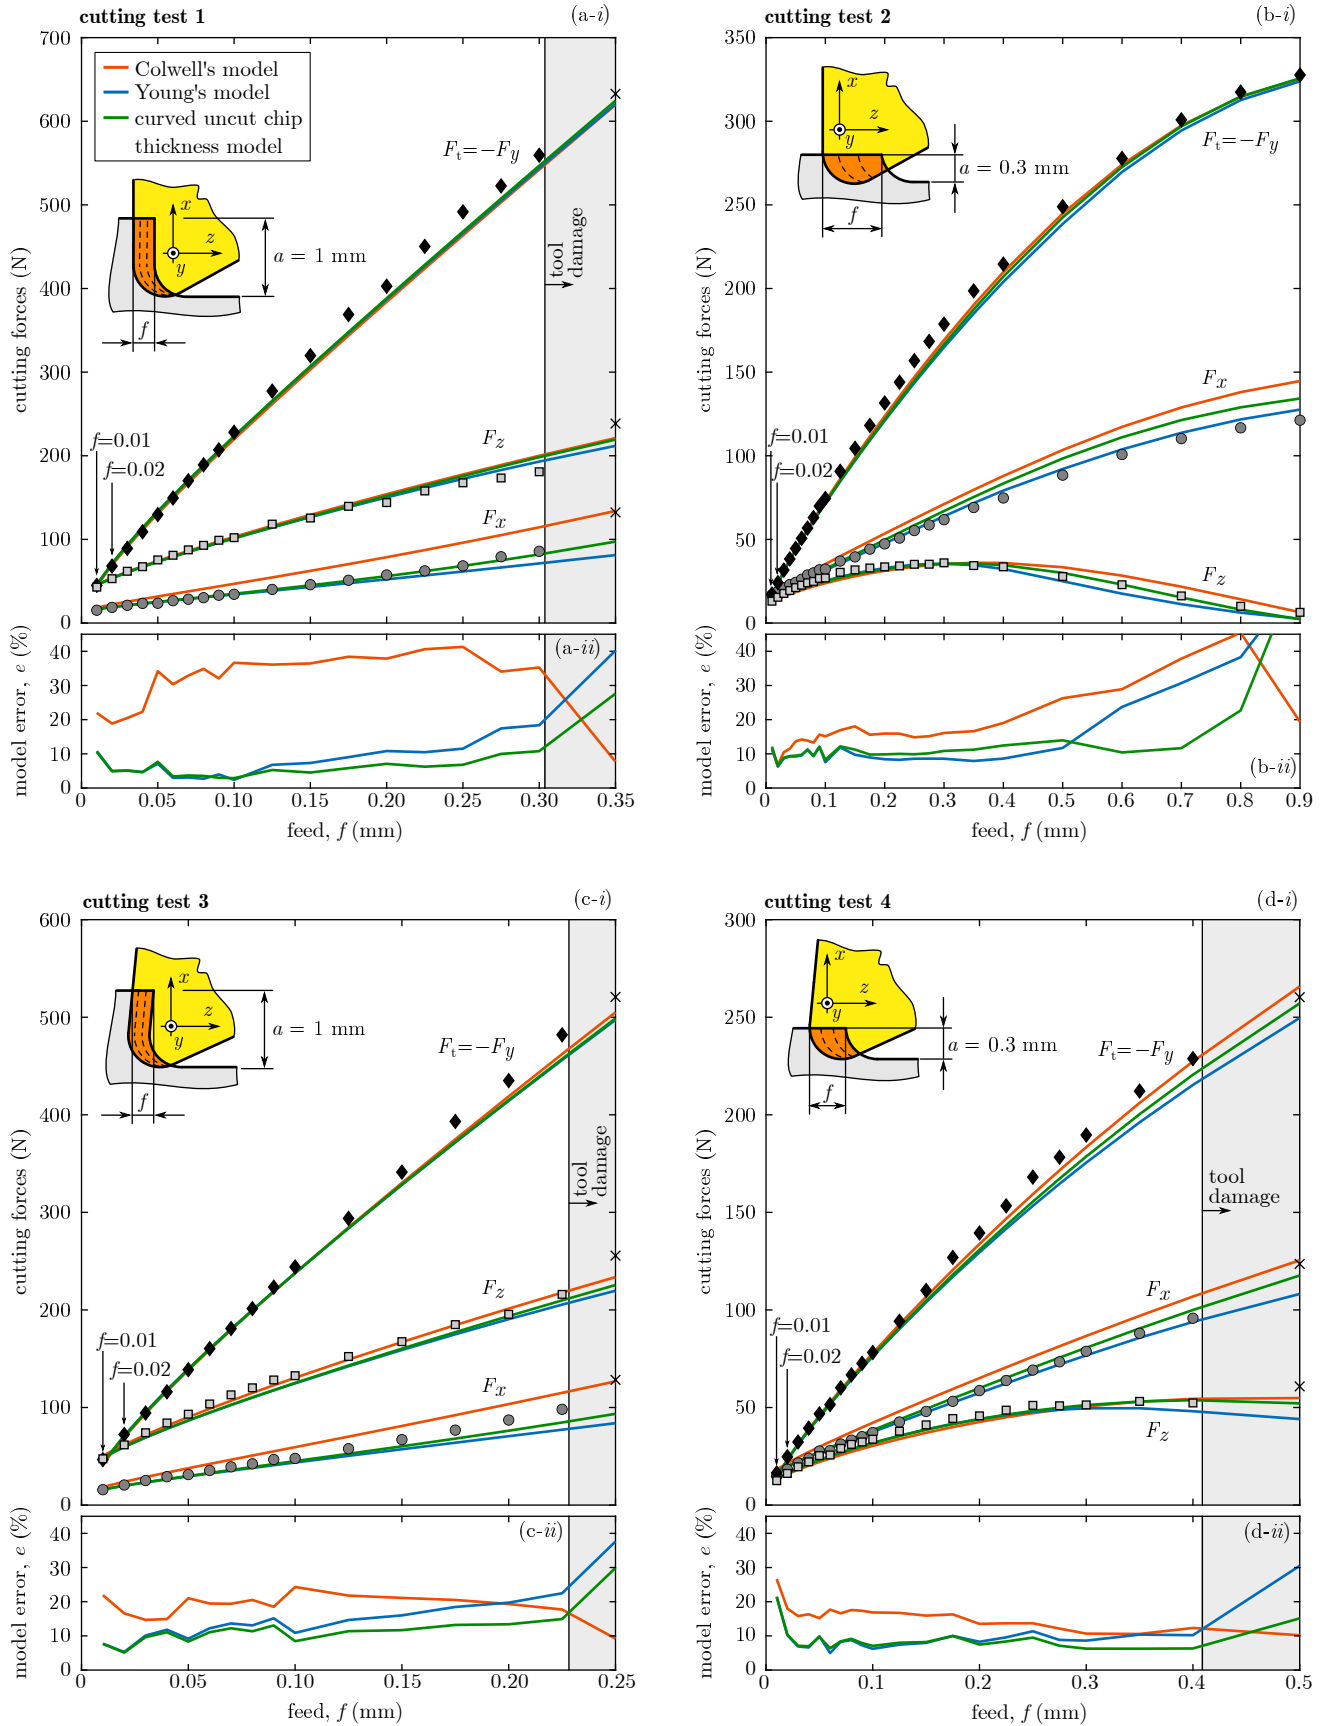 cutting test 1
(a-i)
700
600
500
400
300
200
100
0
cutting forces (N)
Colwell's model
Young's model
curved uncut chip
thickness model
Ft=−Fy
x
z
y
a = 1 mm
f
tool
damage
f=0.01
f=0.02
Fz
Fx
(a-ii)
40
30
20
10
0
model error, e (%)
0 0.05 0.10 0.15 0.20 0.25 0.30 0.35
feed, f (mm)
cutting test 2
(b-i)
350
300
250
200
150
100
50
0
cutting forces (N)
x
z
y
a = 0.3 mm
f
Ft=−Fy
Fx
f=0.01
f=0.02
Fz
40
30
20
10
0
model error, e (%)
(b-ii)
0 0.1 0.2 0.3 0.4 0.5 0.6 0.7 0.8 0.9
feed, f (mm)
cutting test 3
(c-i)
600
500
400
300
200
100
0
cutting forces (N)
x
z
y
a = 1 mm
f
Ft=−Fy
tool
damage
Fz
f=0.01
f=0.02
Fx
(c-ii)
40
30
20
10
0
model error, e (%)
0 0.05 0.10 0.15 0.20 0.25
feed, f (mm)
cutting test 4
(d-i)
300
250
200
150
100
50
0
cutting forces (N)
x
z
y
a = 0.3 mm
f
Ft=−Fy
tool
damage
Fx
f=0.01
f=0.02
Fz
(d-ii)
40
30
20
10
0
model error, e (%)
0 0.1 0.2 0.3 0.4 0.5
feed, f (mm)